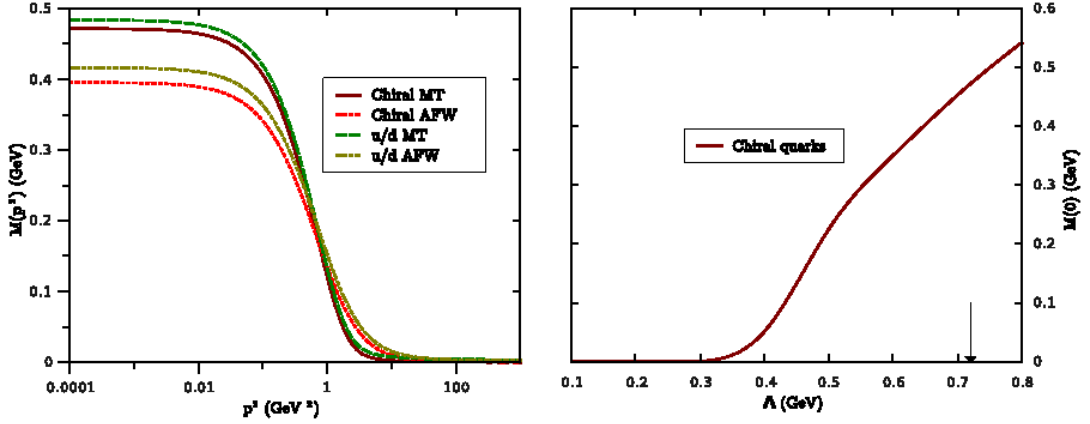 0.5
0.4
0.3
0.2
0.1
0
M(p²) (GeV)
Chiral MT
Chiral AFW
u/d MT
u/d AFW
0.0001 0.01 1 100
p² (GeV ²)
Chiral quarks
0.6
0.5
0.4
0.3
0.2
0.1
0
M(0) (GeV)
0.1 0.2 0.3 0.4 0.5 0.6 0.7 0.8
Λ (GeV)